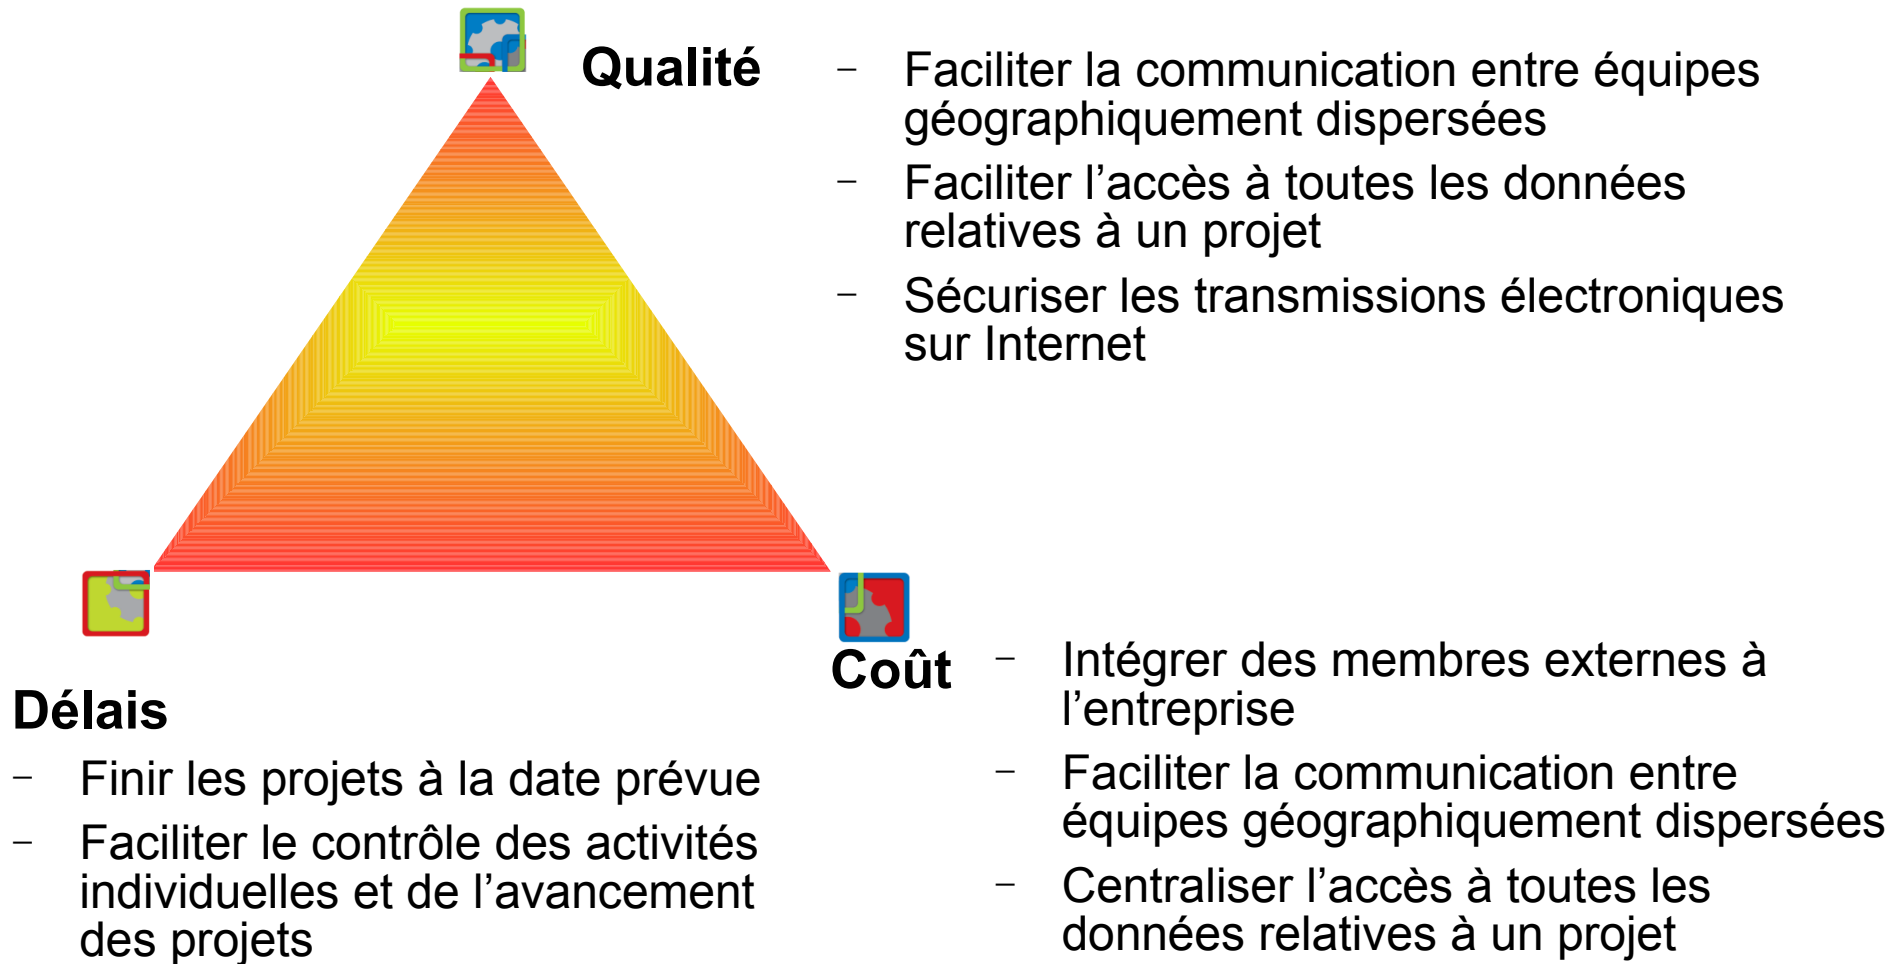 Qualité
– Faciliter la communication entre équipes
géographiquement dispersées
– Faciliter l’accès à toutes les données
relatives à un projet
– Sécuriser les transmissions électroniques
sur Internet
Délais
– Finir les projets à la date prévue
– Faciliter le contrôle des activités
individuelles et de l’avancement
des projets
Coût
– Intégrer des membres externes à
l’entreprise
– Faciliter la communication entre
équipes géographiquement dispersées
– Centraliser l’accès à toutes les
données relatives à un projet